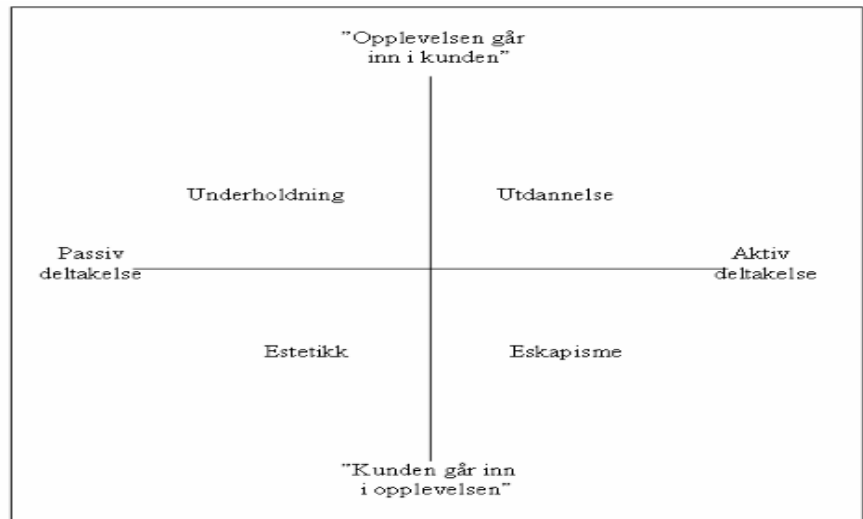 ”Opplevelsen går
inn i kunden”
Underholdning
Utdannelse
Passiv
deltakelse
Aktiv
deltakelse
Estetikk
Eskapisme
”Kunden går inn
i opplevelsen”